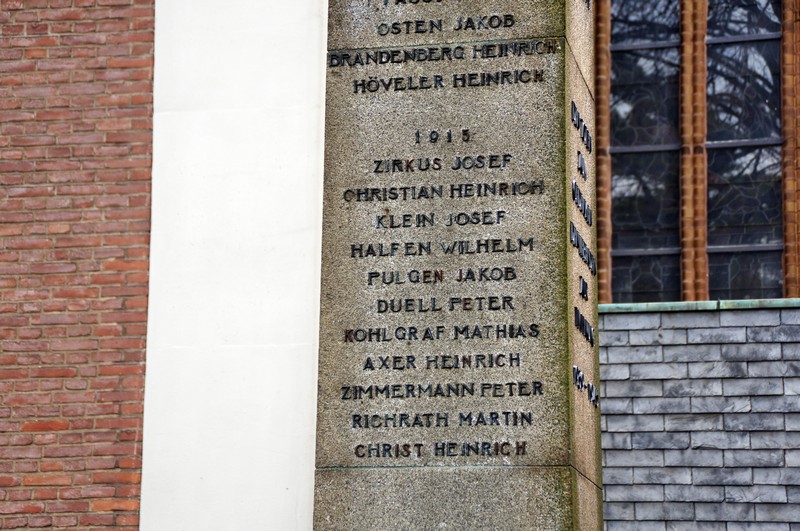 OSTEN JAKOB
BRANDENBERG HEINRICH
HÖVELER HEINRICH
1915
ZIRKUS JOSEF
CHRISTIAN HEINRICH
KLEIN JOSEF
HALFEN WILHELM
PULGEN JAKOB
DUELL PETER
KOHLGRAF MATHIAS
AXER HEINRICH
ZIMMERMANN PETER
RICHRATH MARTIN
CHRIST HEINRICH